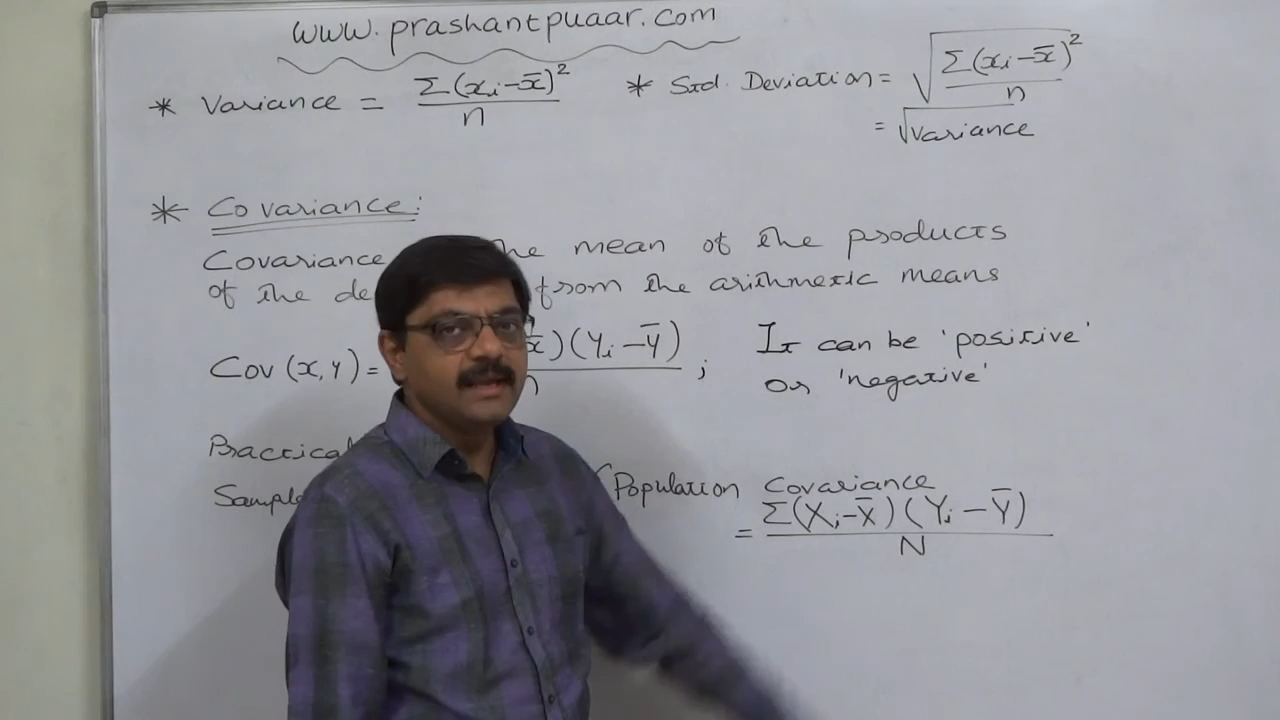 www.prashantpuaar.com
* Variance = Σ(xᵢ-x̄)² / n
* Std. Deviation = √(Σ(xᵢ-x̄)² / n)
= √variance
* Covariance:
Covariance the mean of the products
of the de from the arithmetic means
Cov (x, y) = x̄)(Yᵢ-Ȳ) / n ; It can be 'positive'
or 'negative'
Practical
Sample (Population Covariance
= Σ(Xᵢ-X̄)(Yᵢ-Ȳ) / N